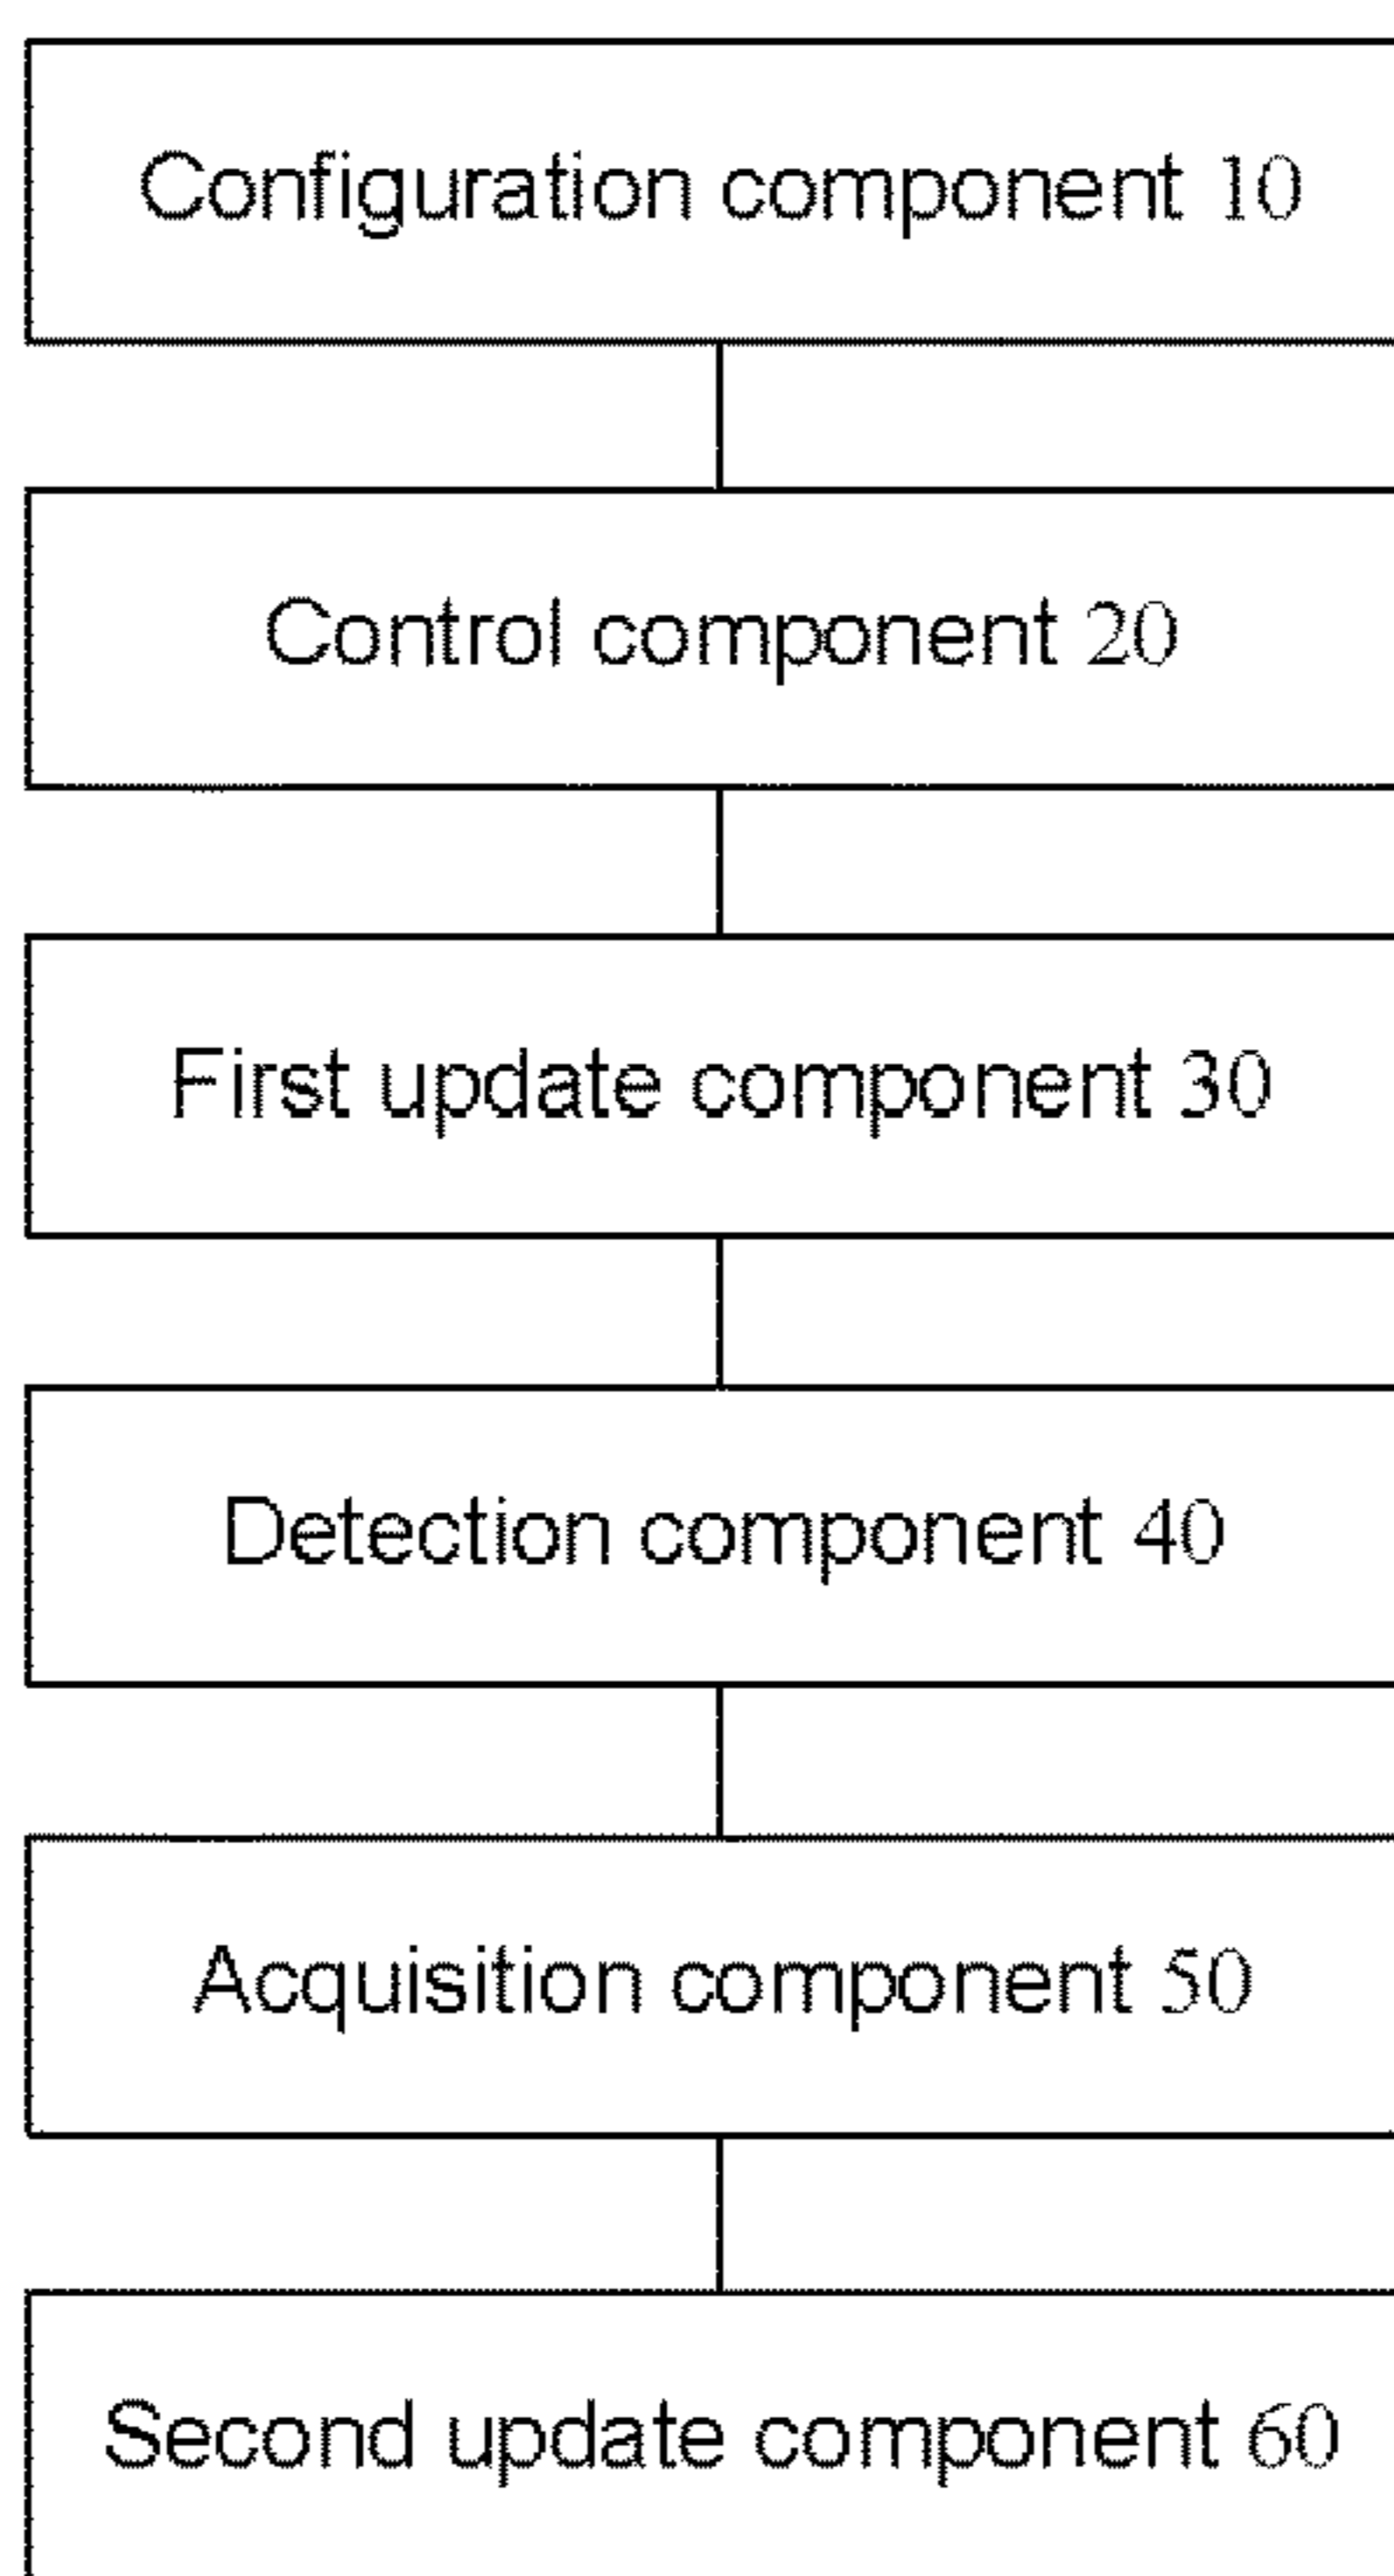 Configuration component 10
Control component 20
First update component 30
Detection component 40
Acquisition component 50
Second update component 60